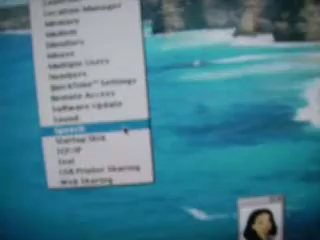 Location Manager
Memory
Modem
Monitors
Mouse
Multiple Users
Numbers
QuickTime™ Settings
Remote Access
Software Update
Sound
Speech
Startup Disk
TCP/IP
Text
USB Printer Sharing
Web Sharing